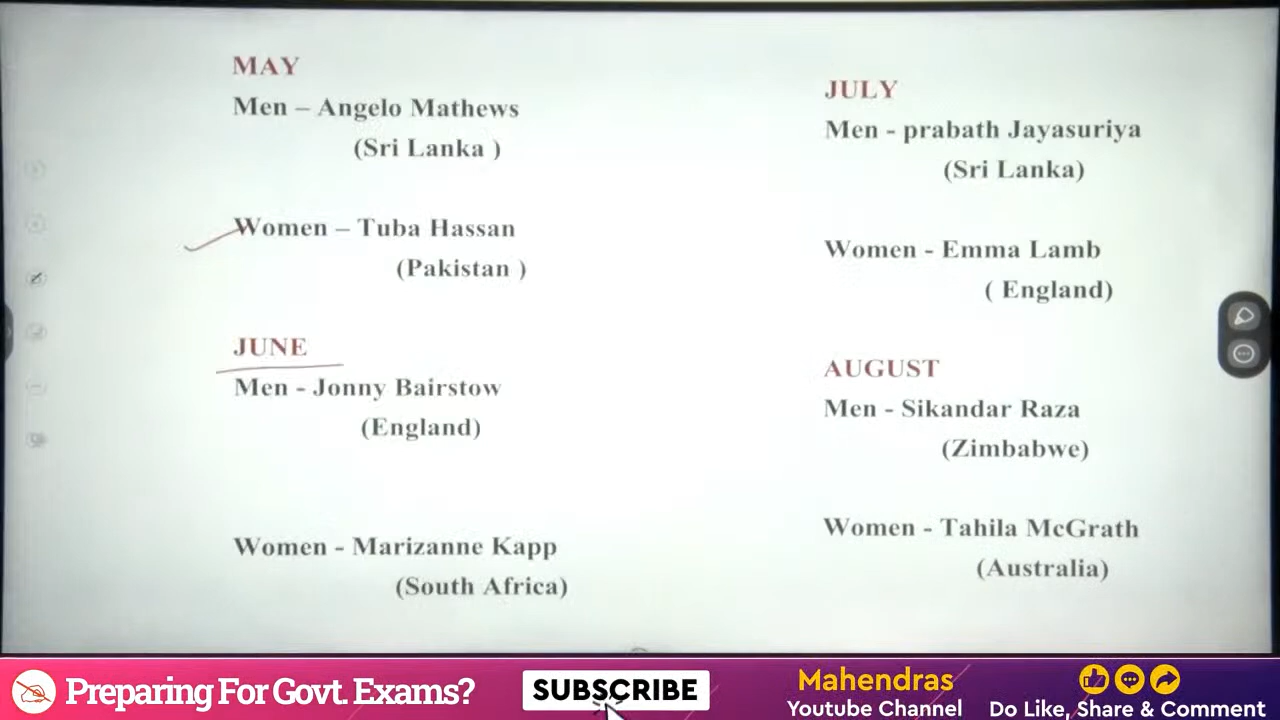 MAY
Men – Angelo Mathews
(Sri Lanka )
Women – Tuba Hassan
(Pakistan )
JUNE
Men - Jonny Bairstow
(England)
Women - Marizanne Kapp
(South Africa)
JULY
Men - prabath Jayasuriya
(Sri Lanka)
Women - Emma Lamb
( England)
AUGUST
Men - Sikandar Raza
(Zimbabwe)
Women - Tahila McGrath
(Australia)
Preparing For Govt. Exams?
SUBSCRIBE
Mahendras
Youtube Channel
Do Like, Share & Comment